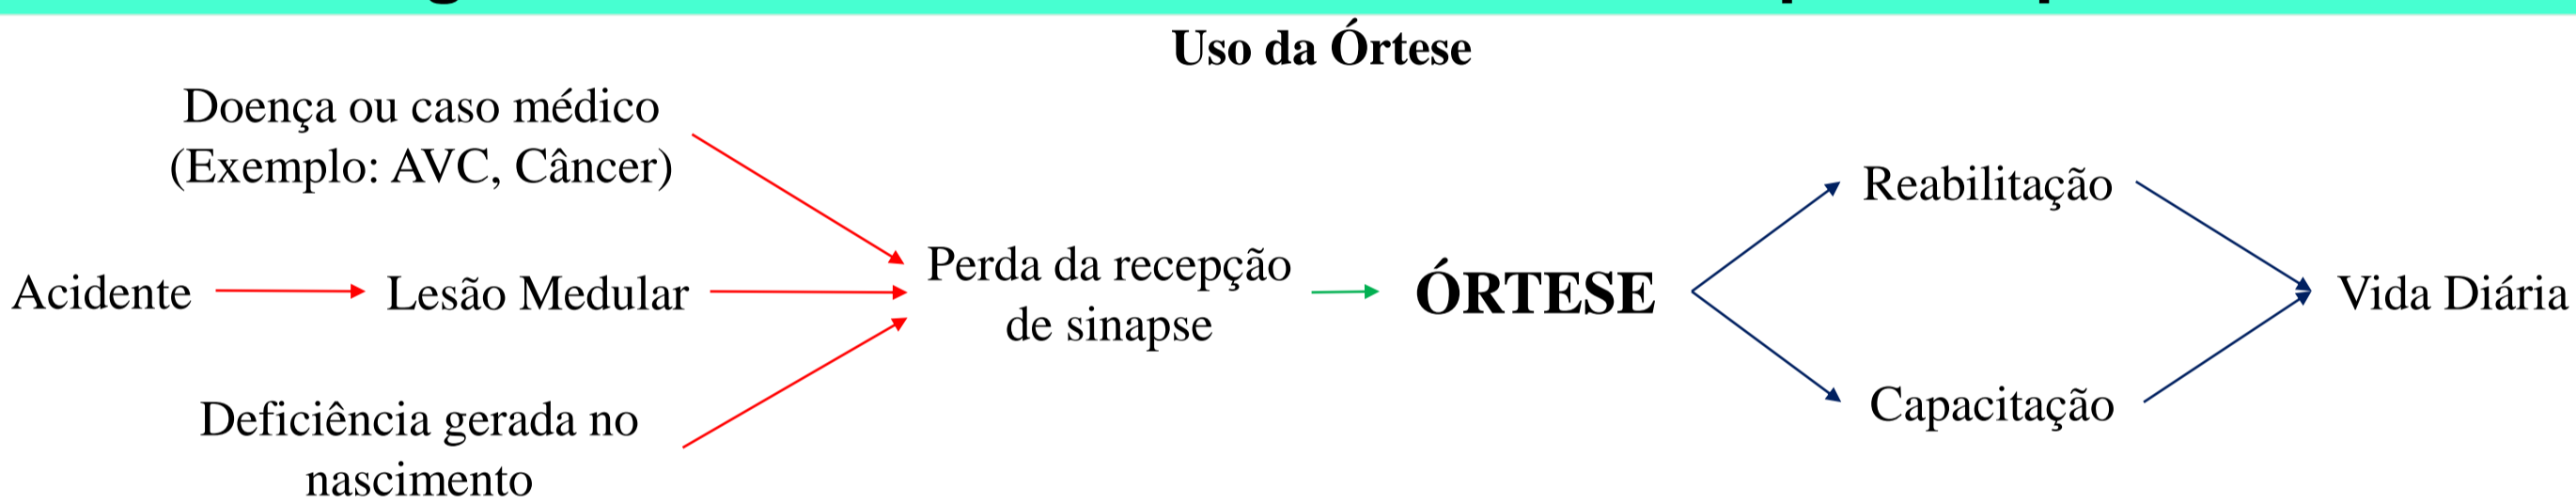 Uso da Órtese
Doença ou caso médico
(Exemplo: AVC, Câncer)
Acidente
Lesão Medular
Deficiência gerada no
nascimento
Perda da recepção
de sinapse
ÓRTESE
Reabilitação
Capacitação
Vida Diária